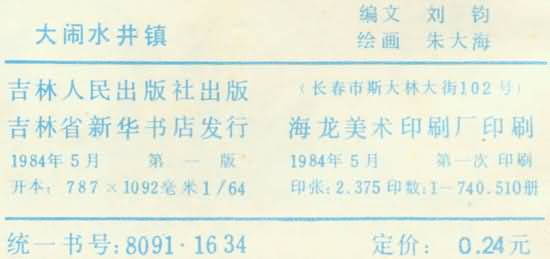 大闹水井镇
编文 刘钧
绘画 朱大海
吉林人民出版社出版 (长春市斯大林大街102号)
吉林省新华书店发行 海龙美术印刷厂印刷
1984年5月 第一版 1984年5月 第一次印刷
开本: 787×1092毫米1/64 印张: 2.375 印数: 1-740.510册
统一书号: 8091·1634 定价: 0.24元